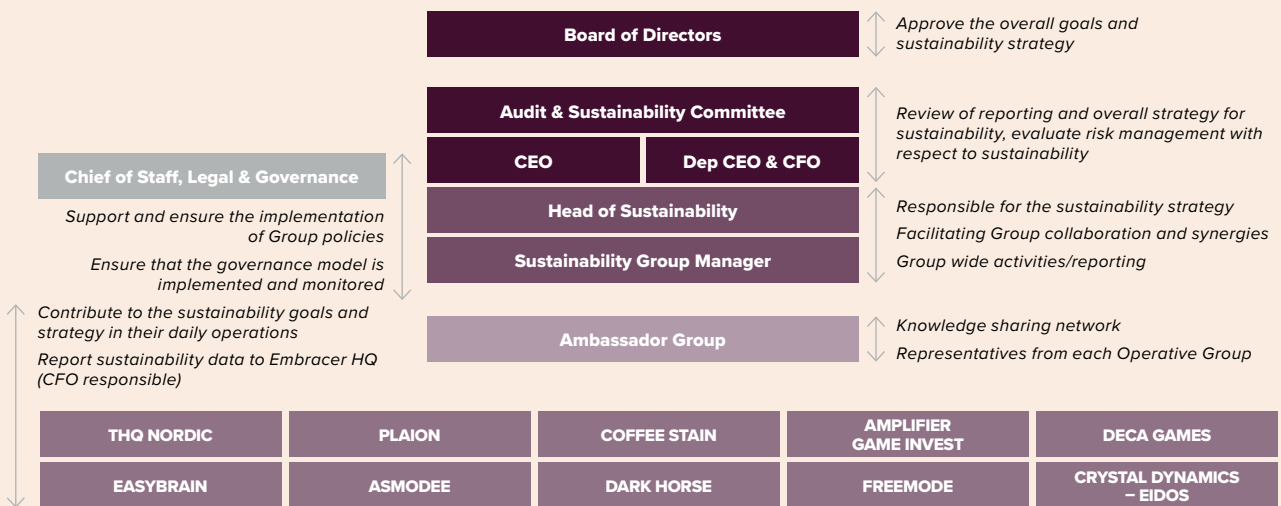 Board of Directors
Approve the overall goals and
sustainability strategy
Audit & Sustainability Committee
CEO
Dep CEO & CFO
Review of reporting and overall strategy for
sustainability, evaluate risk management with
respect to sustainability
Chief of Staff, Legal & Governance
Support and ensure the implementation
of Group policies
Ensure that the governance model is
implemented and monitored
Head of Sustainability
Sustainability Group Manager
Responsible for the sustainability strategy
Facilitating Group collaboration and synergies
Group wide activities/reporting
Contribute to the sustainability goals and
strategy in their daily operations
Report sustainability data to Embracer HQ
(CFO responsible)
Ambassador Group
Knowledge sharing network
Representatives from each Operative Group
THQ NORDIC
PLAION
COFFEE STAIN
AMPLIFIER
GAME INVEST
DECA GAMES
EASYBRAIN
ASMODEE
DARK HORSE
FREEMODE
CRYSTAL DYNAMICS
– EIDOS